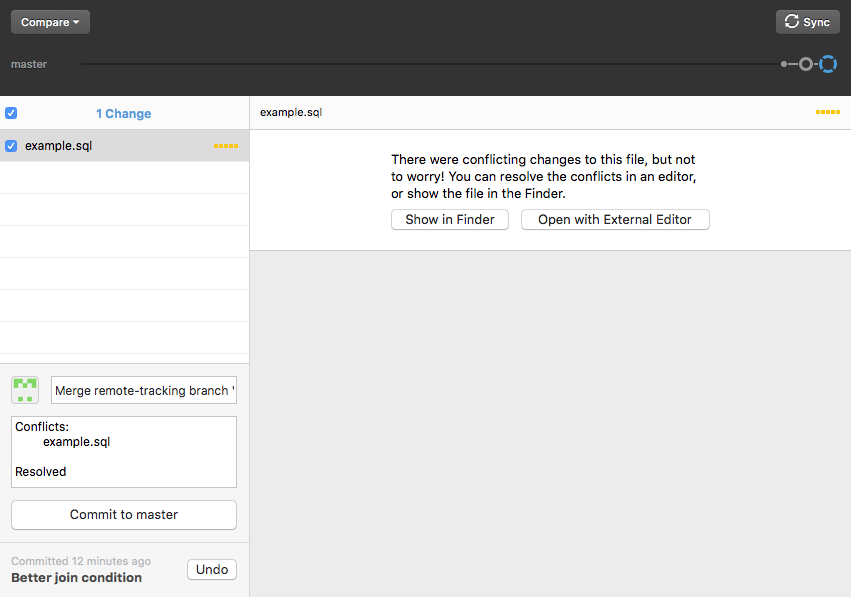 Compare
Sync
master
1 Change
example.sql
example.sql
There were conflicting changes to this file, but not
to worry! You can resolve the conflicts in an editor,
or show the file in the Finder.
Show in Finder
Open with External Editor
Merge remote-tracking branch '
Conflicts:
example.sql
Resolved
Commit to master
Committed 12 minutes ago
Better join condition
Undo